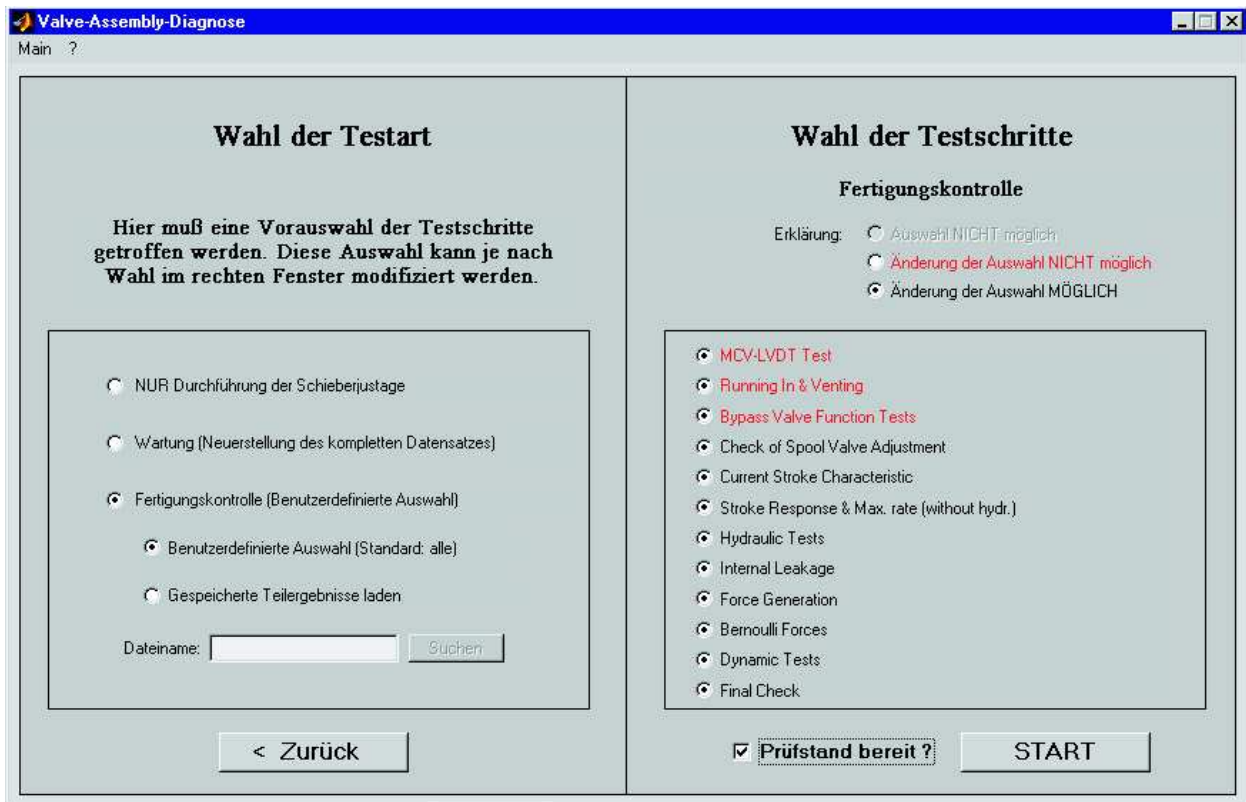 Valve-Assembly-Diagnose
Main ?
Wahl der Testart
Hier muß eine Vorauswahl der Testschritte
getroffen werden. Diese Auswahl kann je nach
Wahl im rechten Fenster modifiziert werden.
NUR Durchführung der Schieberjustage
Wartung (Neuerstellung des kompletten Datensatzes)
Fertigungskontrolle (Benutzerdefinierte Auswahl)
Benutzerdefinierte Auswahl (Standard: alle)
Gespeicherte Teilergebnisse laden
Dateiname: Suchen
< Zurück
Wahl der Testschritte
Fertigungskontrolle
Erklärung: Auswahl NICHT möglich
Änderung der Auswahl NICHT möglich
Änderung der Auswahl MÖGLICH
MCV-LVDT Test
Running In & Venting
Bypass Valve Function Tests
Check of Spool Valve Adjustment
Current Stroke Characteristic
Stroke Response & Max. rate (without hydr.)
Hydraulic Tests
Internal Leakage
Force Generation
Bernoulli Forces
Dynamic Tests
Final Check
Prüfstand bereit ? START